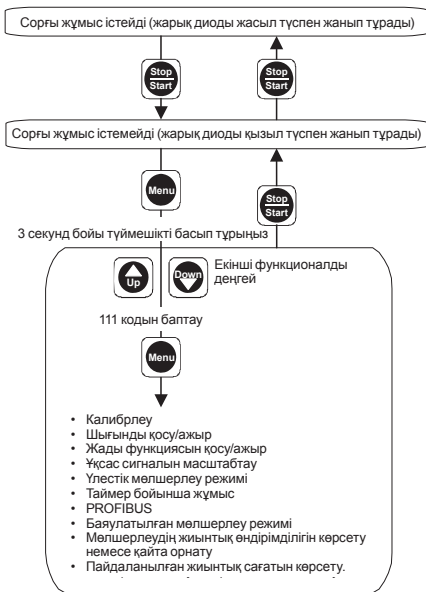 Сорғы жұмыс істейді (жарық диоды жасыл түспен жанып тұрады)
Stop
Start
Stop
Start
Сорғы жұмыс істемейді (жарық диоды қызыл түспен жанып тұрады)
Menu
Stop
Start
3 секунд бойы түймешікті басып тұрыңыз
Up
Down
Екінші функционалды
деңгей
111 кодын баптау
Menu
• Калибрлеу
• Шығынды қосу/ажыр
• Жады функциясын қосу/ажыр
• Ұқсас сигналын масштабтау
• Үлестік мөлшерлеу режимі
• Таймер бойынша жұмыс
• PROFIBUS
• Баяулатылған мөлшерлеу режимі
• Мөлшерлеудің жиынтық өндірімділігін көрсету
немесе қайта орнату
• Пайдаланылған жиынтық сағатын көрсету.